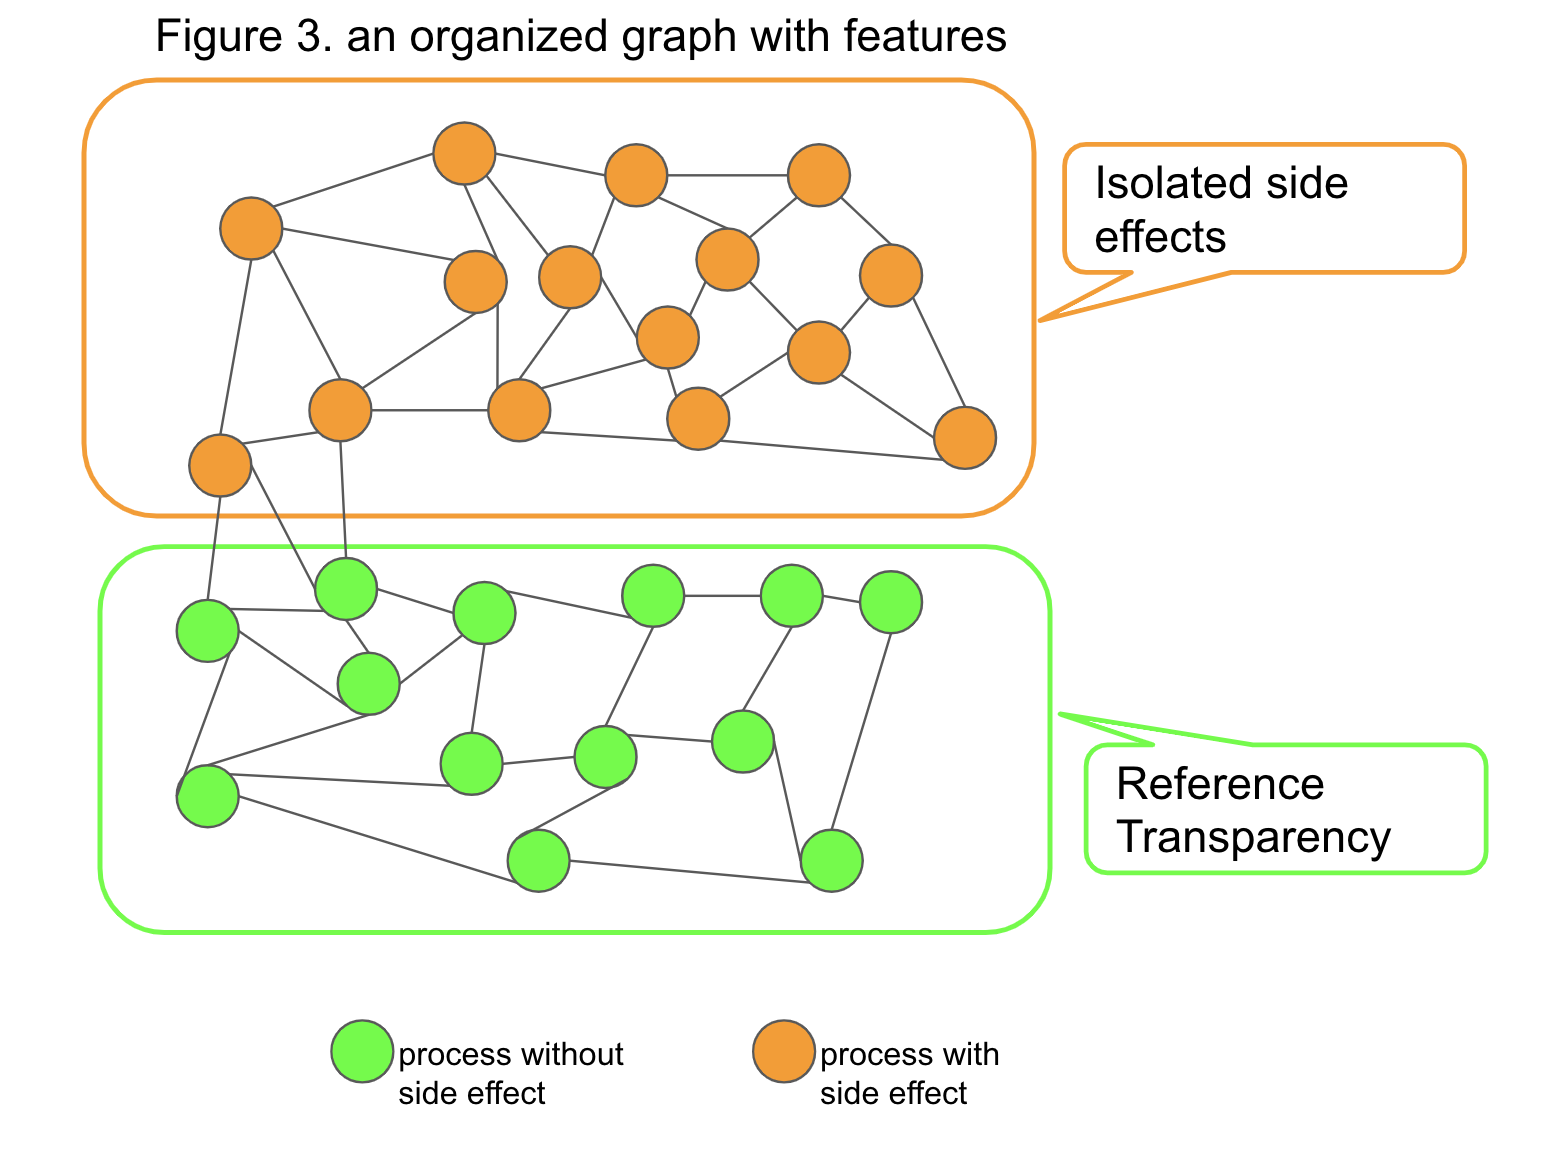 Figure 3. an organized graph with features
Isolated side
effects
Reference
Transparency
process without
side effect
process with
side effect